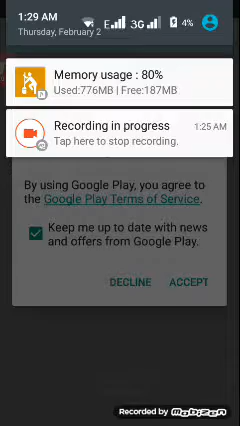 1:29 AM
E 3G 4%
Thursday, February 2
Memory usage : 80%
Used:776MB | Free:187MB
Recording in progress 1:25 AM
Tap here to stop recording.
By using Google Play, you agree to
the Google Play Terms of Service.
Keep me up to date with news
and offers from Google Play.
DECLINE ACCEPT
Recorded by mobizen